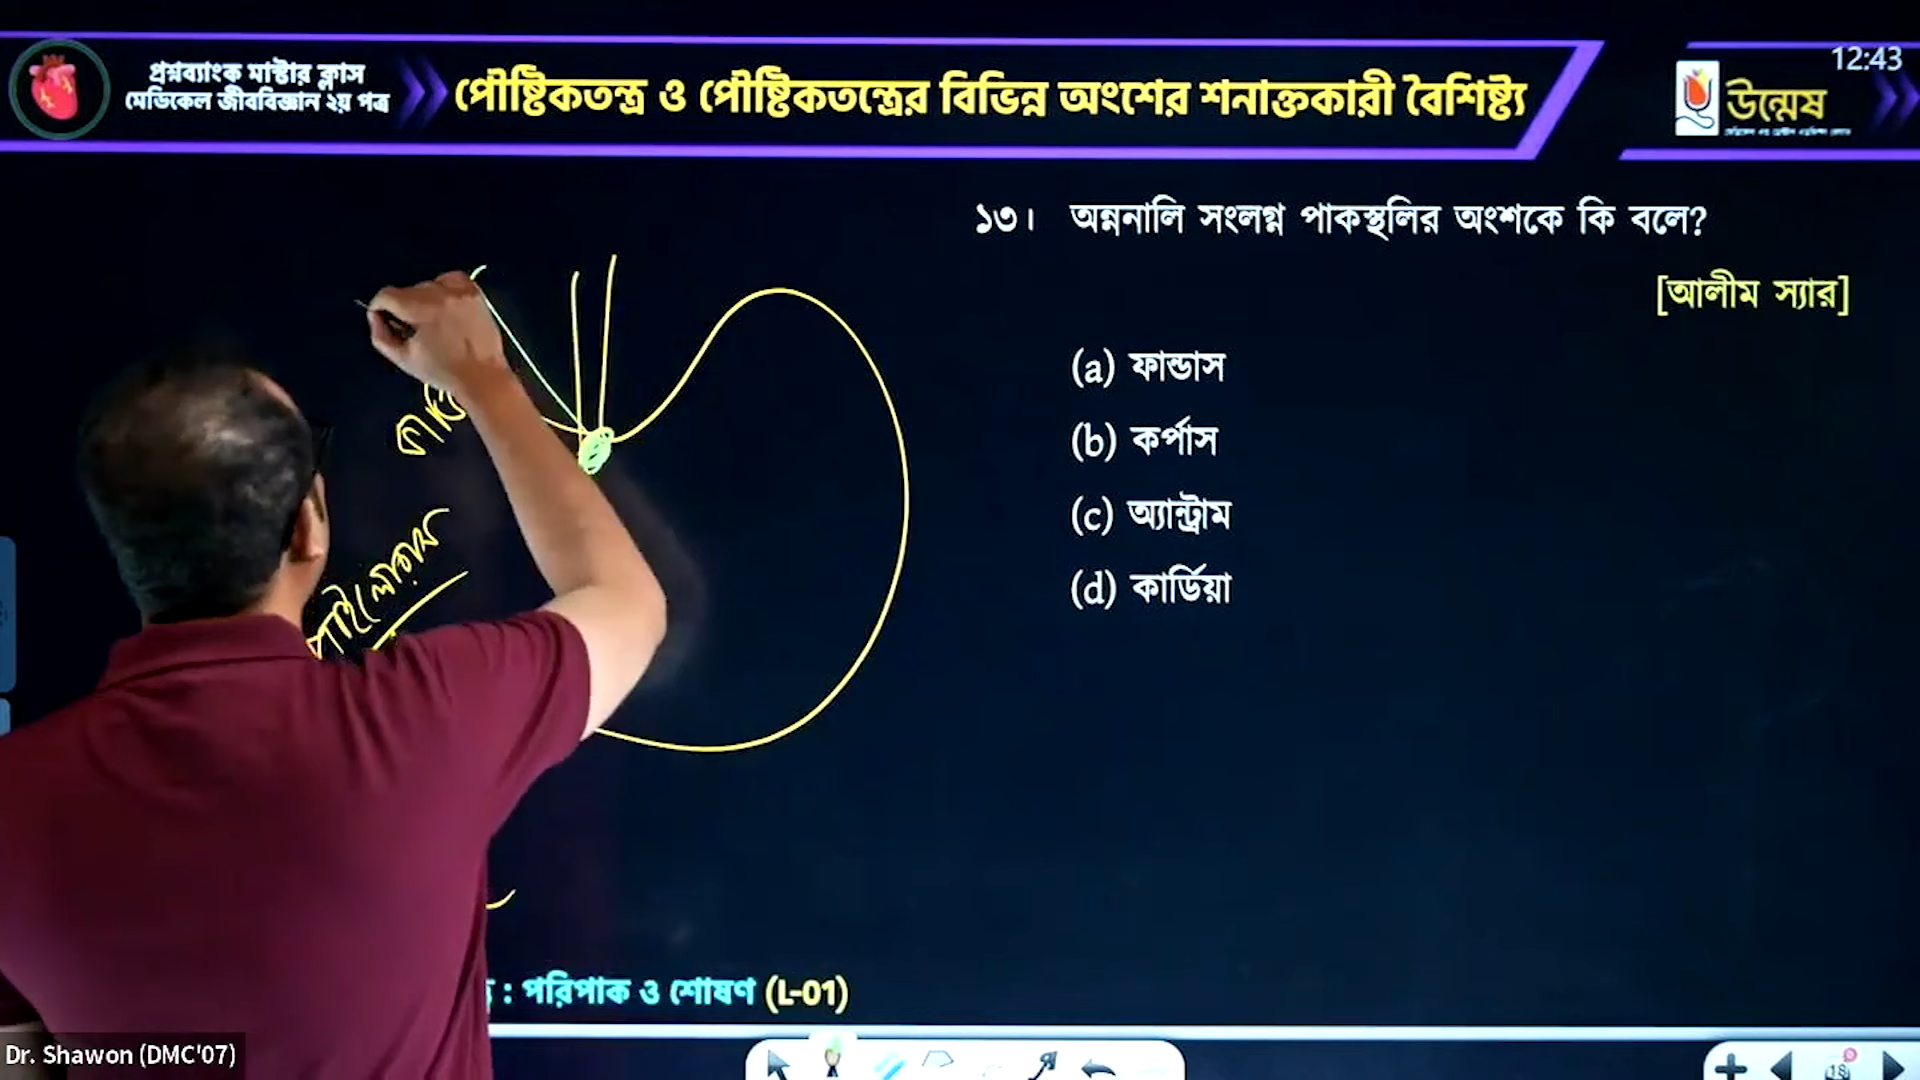 12:43
প্রশ্নব্যাংক মাস্টার ক্লাস
মেডিকেল জীববিজ্ঞান ২য় পত্র
পৌষ্টিকতন্ত্র ও পৌষ্টিকতন্ত্রের বিভিন্ন অংশের শনাক্তকারী বৈশিষ্ট্য
উন্মেষ
১৩। অন্ননালি সংলগ্ন পাকস্থলির অংশকে কি বলে?
[আলীম স্যার]
(a) ফান্ডাস
(b) কর্পাস
(c) অ্যান্ট্রাম
(d) কার্ডিয়া
: পরিপাক ও শোষণ (L-01)
Dr. Shawon (DMC'07)
18